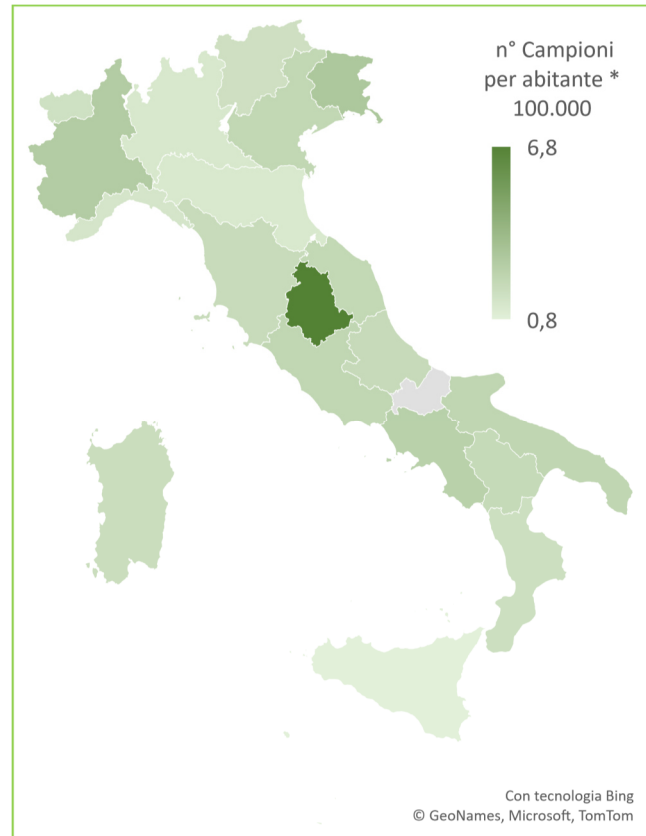 n° Campioni
per abitante *
100.000
6,8
0,8
Con tecnologia Bing
© GeoNames, Microsoft, TomTom